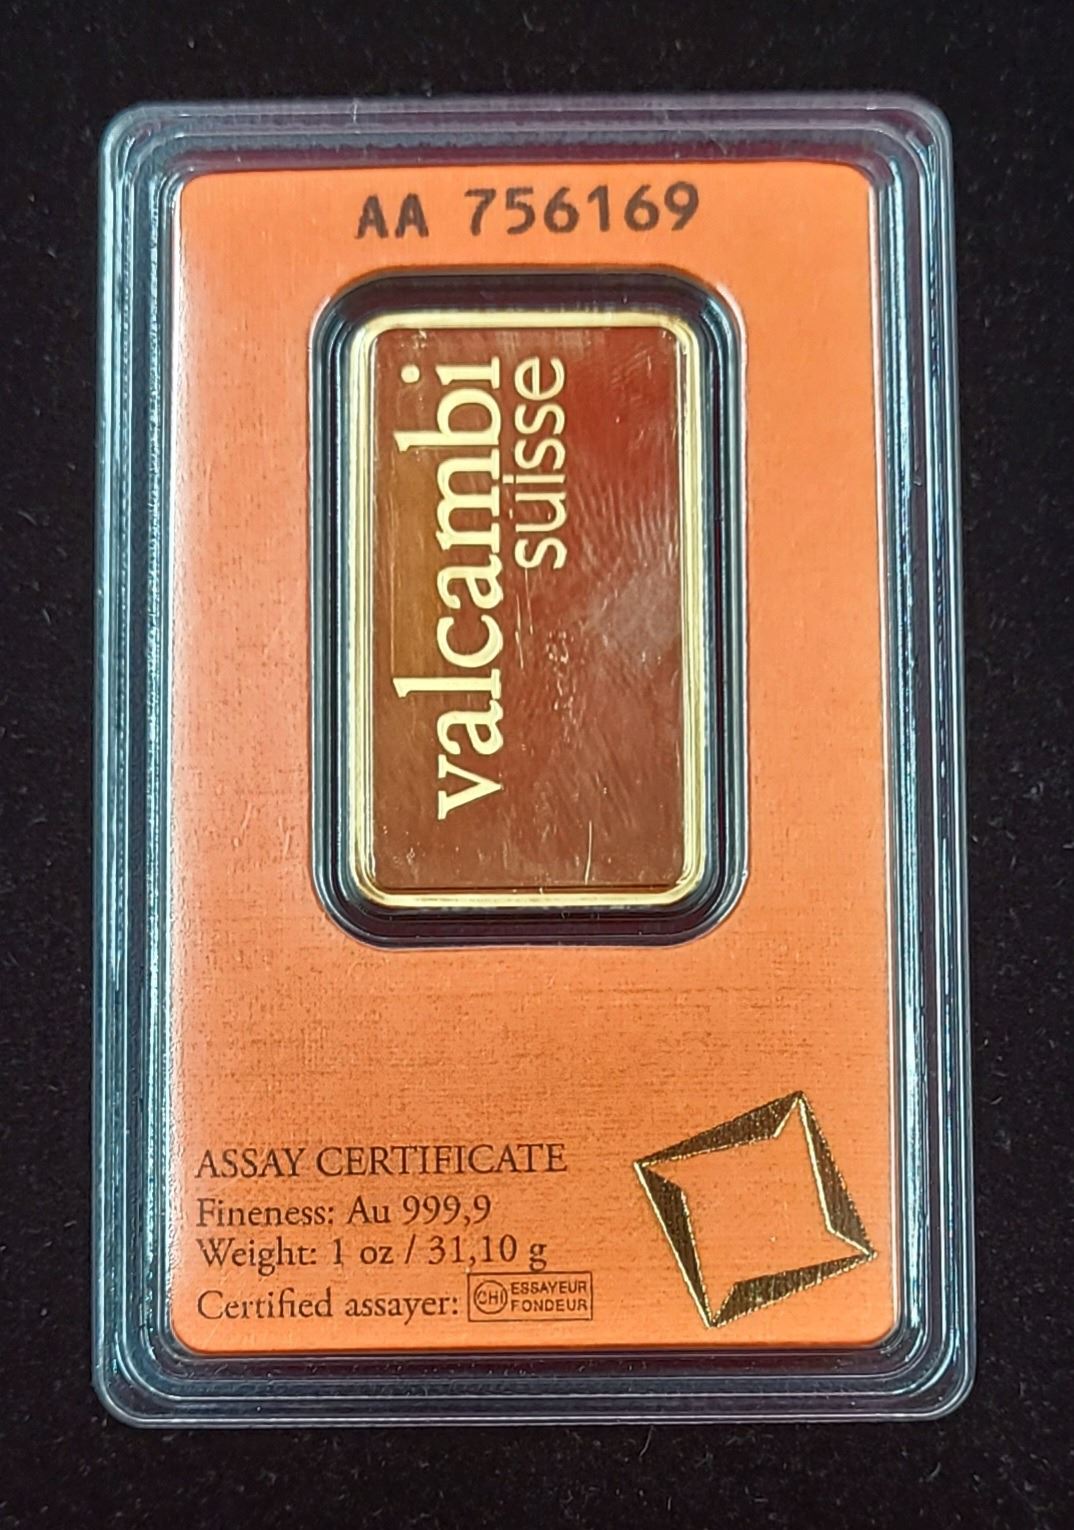 AA 756169
valcambi
suisse
ASSAY CERTIFICATE
Fineness: Au 999,9
Weight: 1 oz / 31,10 g
Certified assayer: CHI ESSAYEUR
FONDEUR